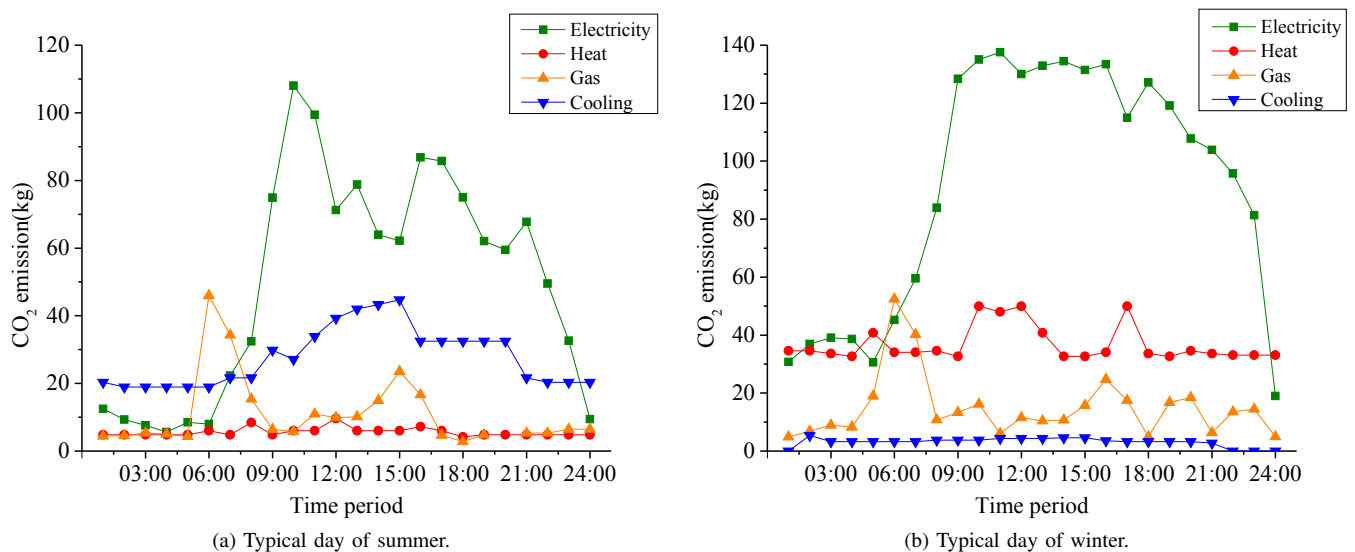 Electricity
Heat
Gas
Cooling
120
100
80
60
40
20
0
CO2 emission(kg)
03:00 06:00 09:00 12:00 15:00 18:00 21:00 24:00
Time period
(a) Typical day of summer.
Electricity
Heat
Gas
Cooling
140
120
100
80
60
40
20
0
CO2 emission(kg)
03:00 06:00 09:00 12:00 15:00 18:00 21:00 24:00
Time period
(b) Typical day of winter.